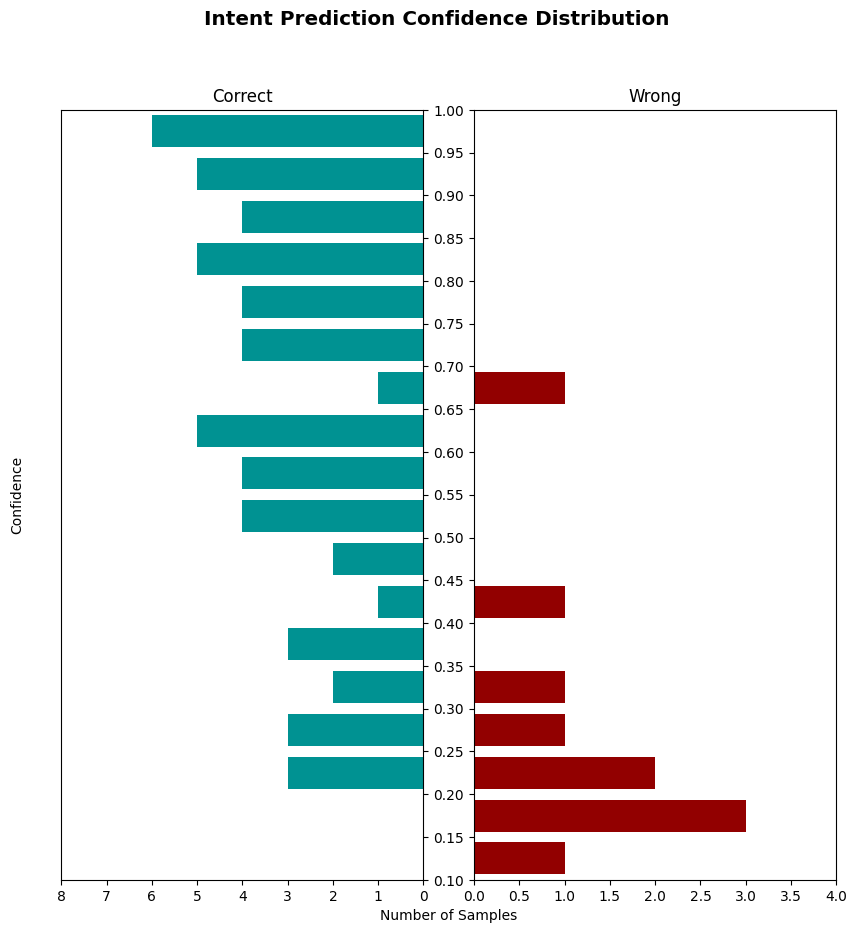 Intent Prediction Confidence Distribution
Correct
Wrong
1.00
0.95
0.90
0.85
0.80
0.75
0.70
0.65
0.60
0.55
0.50
0.45
0.40
0.35
0.30
0.25
0.20
0.15
0.10
Confidence
8 7 6 5 4 3 2 1 0
0.0 0.5 1.0 1.5 2.0 2.5 3.0 3.5 4.0
Number of Samples